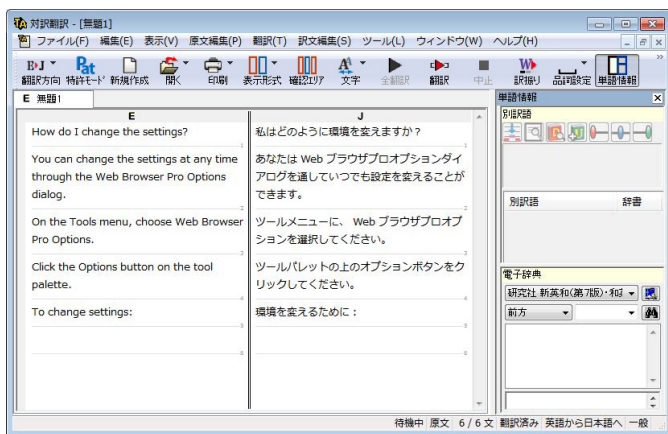 対訳翻訳 - [無題1]
ファイル(F) 編集(E) 表示(V) 原文編集(P) 翻訳(T) 訳文編集(S) ツール(L) ウィンドウ(W) ヘルプ(H)
E▸J Pat A 
翻訳方向 特許モード 新規作成 開く 印刷 表示形式 確認エリア 文字 全翻訳 翻訳 中止 訳振り 品詞設定 単語情報
E 無題1
E
How do I change the settings?
1
You can change the settings at any time
through the Web Browser Pro Options
dialog.
2
On the Tools menu, choose Web Browser
Pro Options.
3
Click the Options button on the tool
palette.
4
To change settings:
5
6
J
私はどのように環境を変えますか?
1
あなたは Web ブラウザプロオプションダイ
アログを通していつでも設定を変えることが
できます。
2
ツールメニューに、 Web ブラウザプロオプ
ションを選択してください。
3
ツールパレットの上のオプションボタンをク
リックしてください。
4
環境を変えるために:
5
6
単語情報
別訳語
別訳語 辞書
電子辞典
研究社 新英和(第7版)・和
前方
待機中 原文 6 / 6 文 翻訳済み 英語から日本語へ 一般